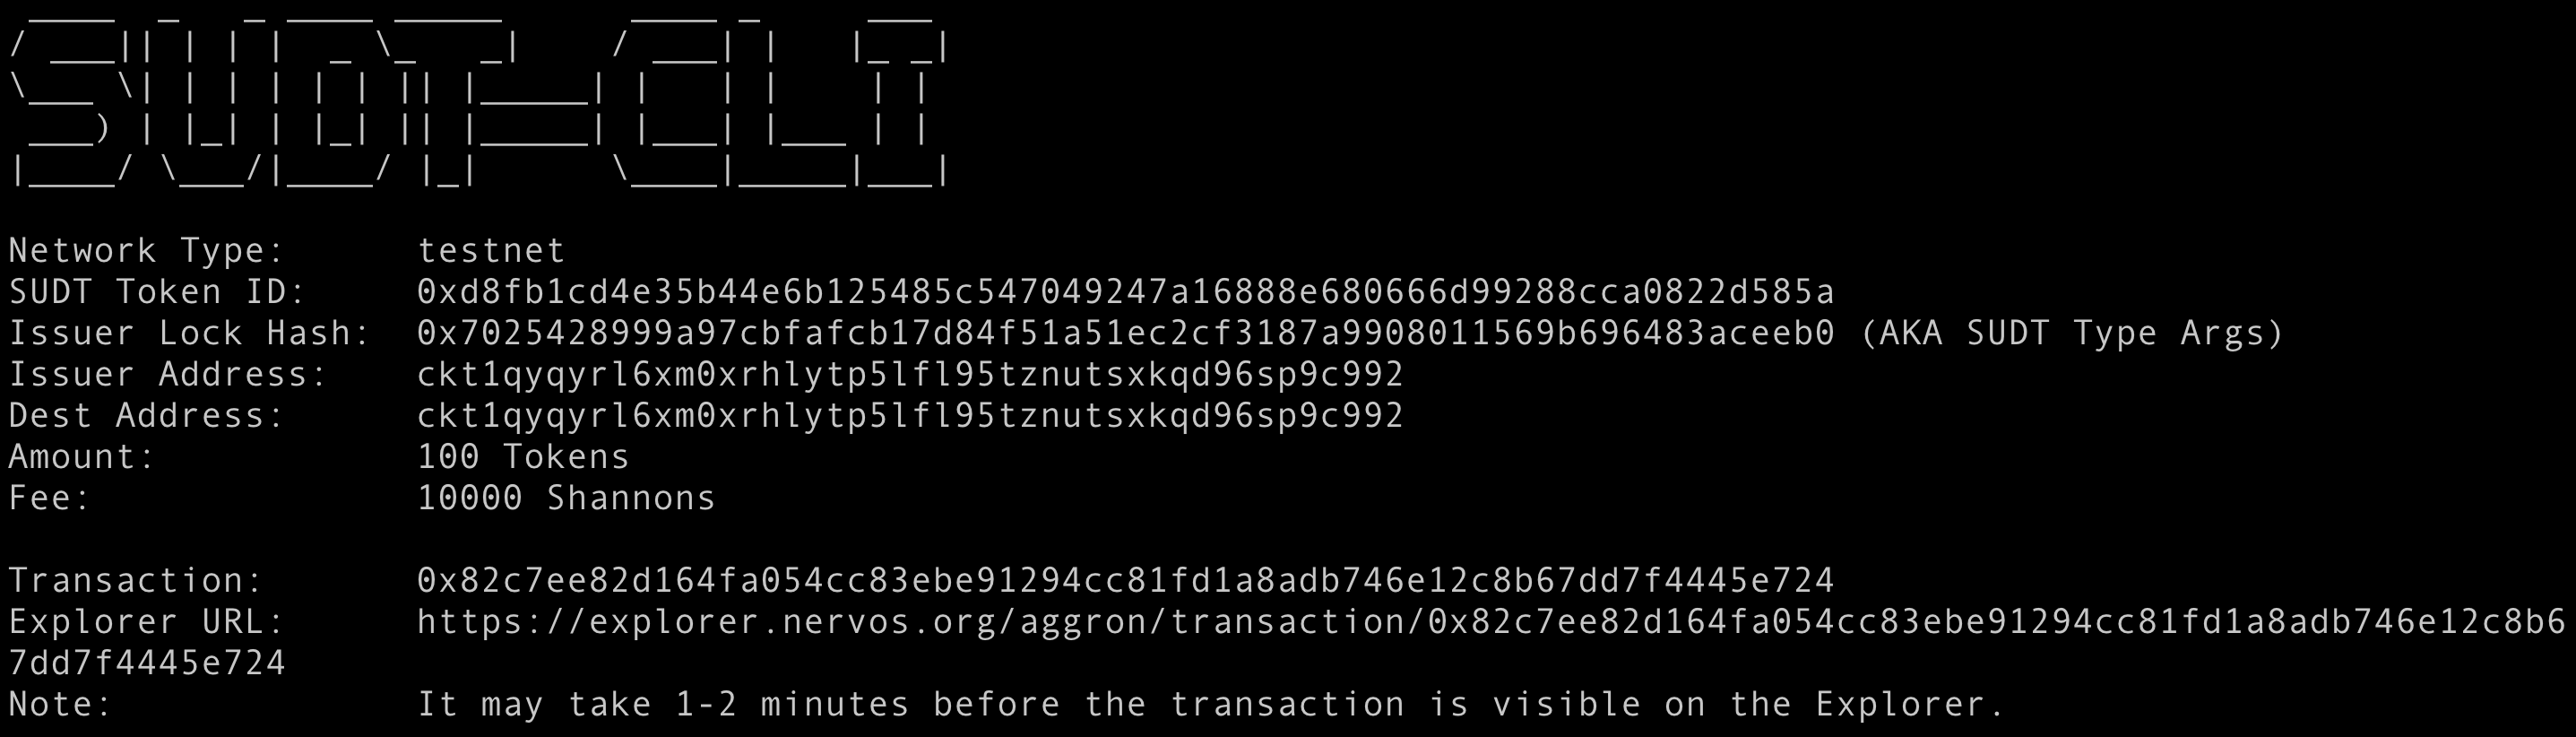 SUDT-CLI
Network Type: testnet
SUDT Token ID: 0xd8fb1cd4e35b44e6b125485c547049247a16888e680666d99288cca0822d585a
Issuer Lock Hash: 0x7025428999a97cbfafcb17d84f51a51ec2cf3187a9908011569b696483aceeb0 (AKA SUDT Type Args)
Issuer Address: ckt1qyqyrl6xm0xrhlytp5lfl95tznutsxkqd96sp9c992
Dest Address: ckt1qyqyrl6xm0xrhlytp5lfl95tznutsxkqd96sp9c992
Amount: 100 Tokens
Fee: 10000 Shannons
Transaction: 0x82c7ee82d164fa054cc83ebe91294cc81fd1a8adb746e12c8b67dd7f4445e724
Explorer URL: https://explorer.nervos.org/aggron/transaction/0x82c7ee82d164fa054cc83ebe91294cc81fd1a8adb746e12c8b6
7dd7f4445e724
Note: It may take 1-2 minutes before the transaction is visible on the Explorer.